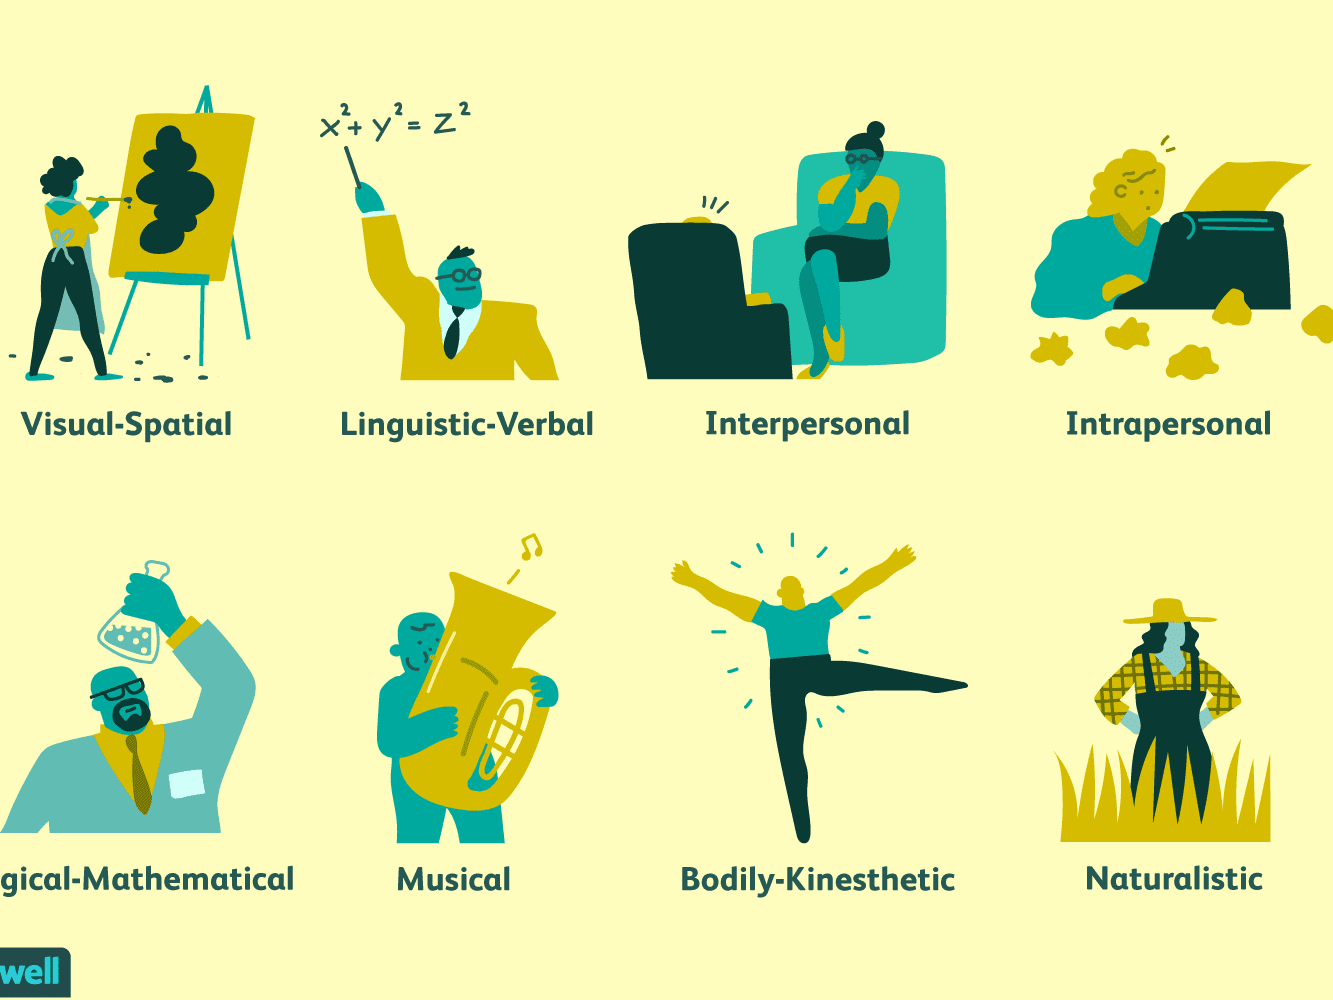 x² + y² = z²
Visual-Spatial
Linguistic-Verbal
Interpersonal
Intrapersonal
gical-Mathematical
Musical
Bodily-Kinesthetic
Naturalistic
well